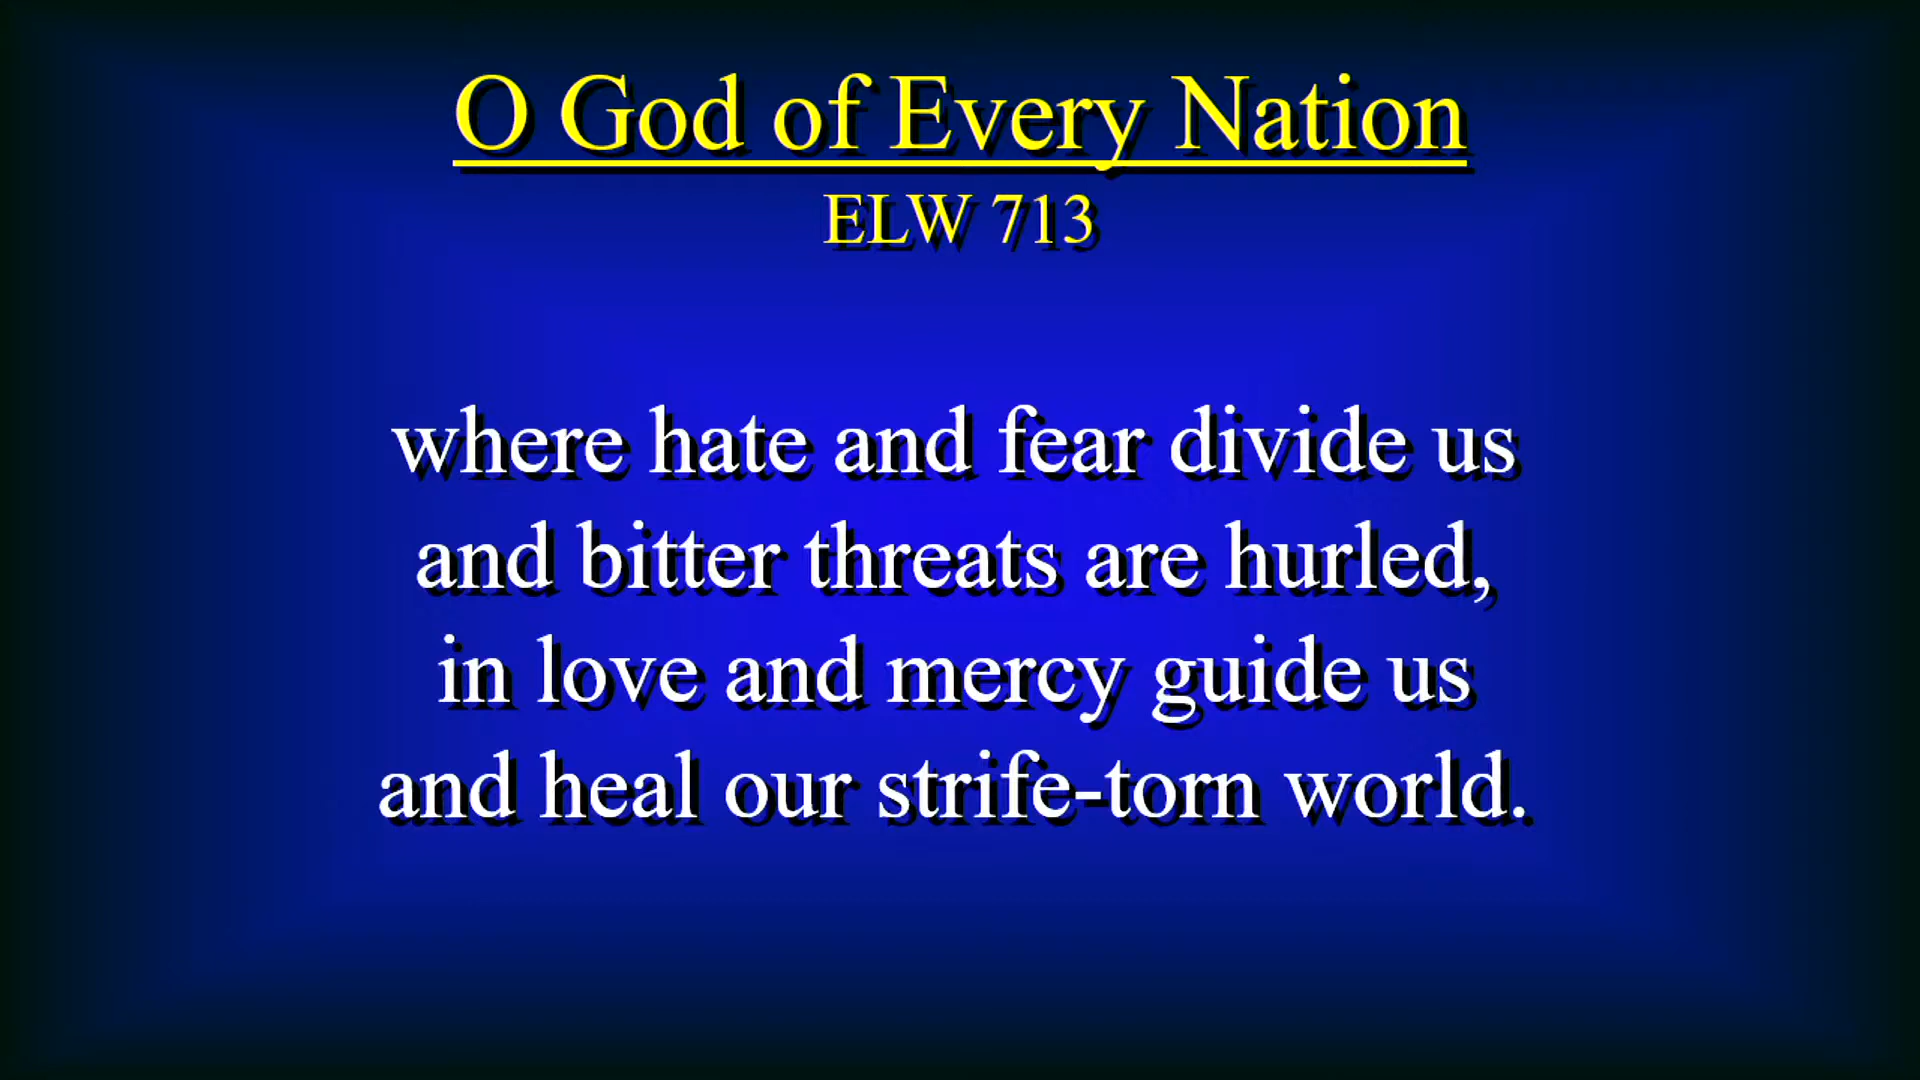 O God of Every Nation
ELW 713
where hate and fear divide us
and bitter threats are hurled,
in love and mercy guide us
and heal our strife-torn world.